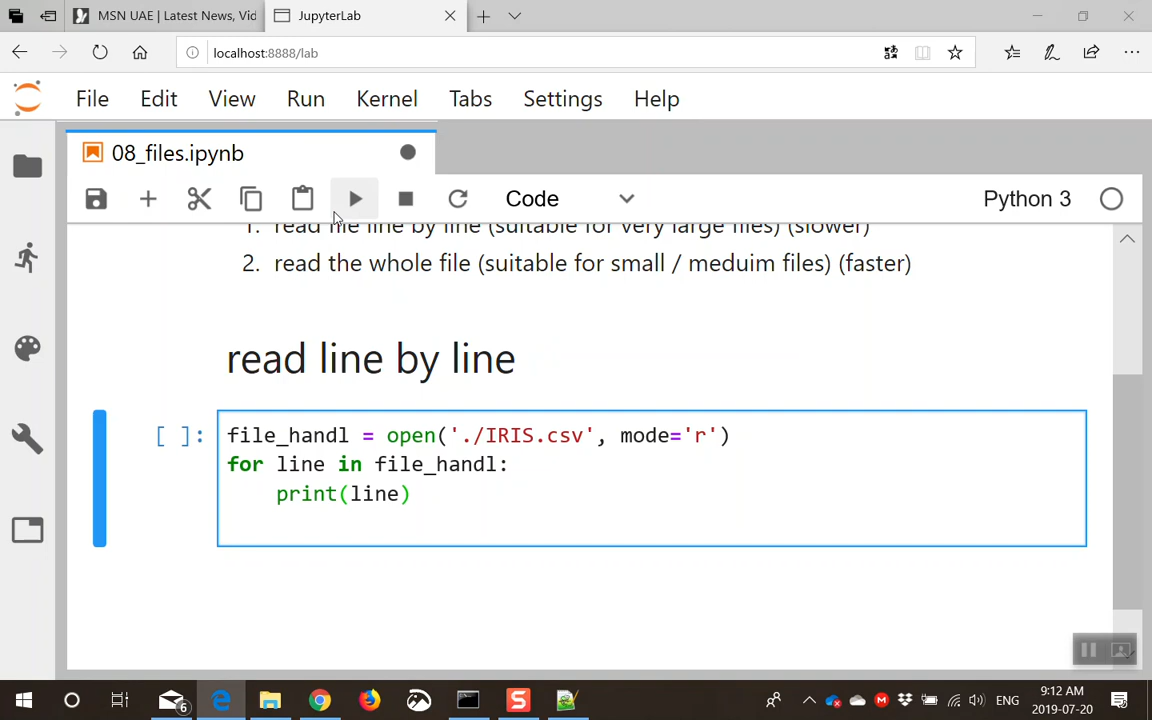 MSN UAE | Latest News, Vid
JupyterLab
localhost:8888/lab
File Edit View Run Kernel Tabs Settings Help
08_files.ipynb
Code
Python 3
1. read file line by line (suitable for very large files) (slower)
2. read the whole file (suitable for small / meduim files) (faster)
read line by line
[ ]:
file_handl = open('./IRIS.csv', mode='r')
for line in file_handl:
print(line)
6
ENG
9:12 AM
2019-07-20